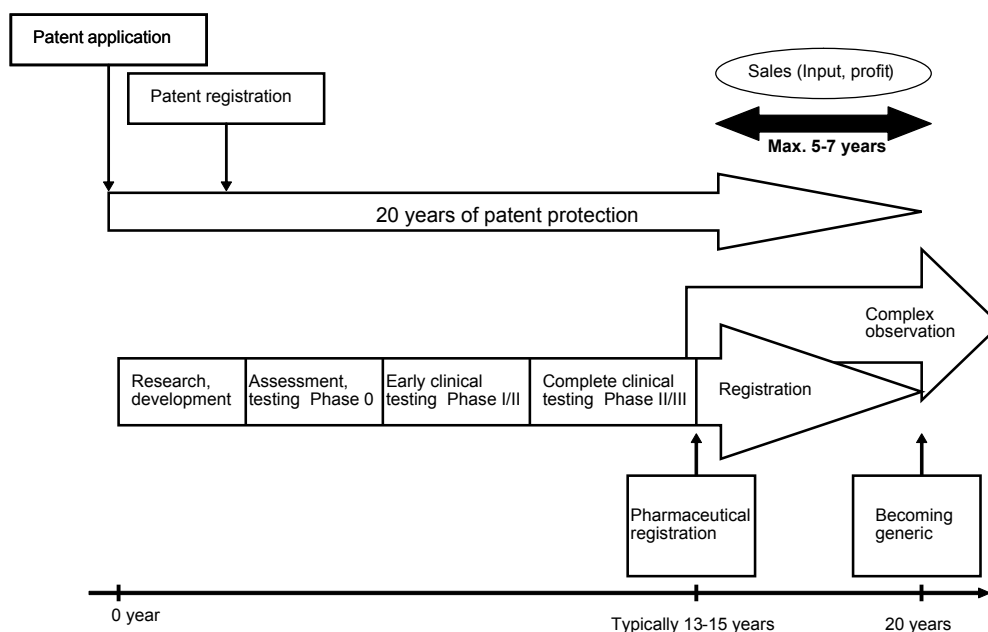 Patent application
Patent registration
Sales (Input, profit)
Max. 5-7 years
20 years of patent protection
Complex
observation
Research,
development
Assessment,
testing Phase 0
Early clinical
testing Phase I/II
Complete clinical
testing Phase II/III
Registration
Pharmaceutical
registration
Becoming
generic
0 year
Typically 13-15 years
20 years